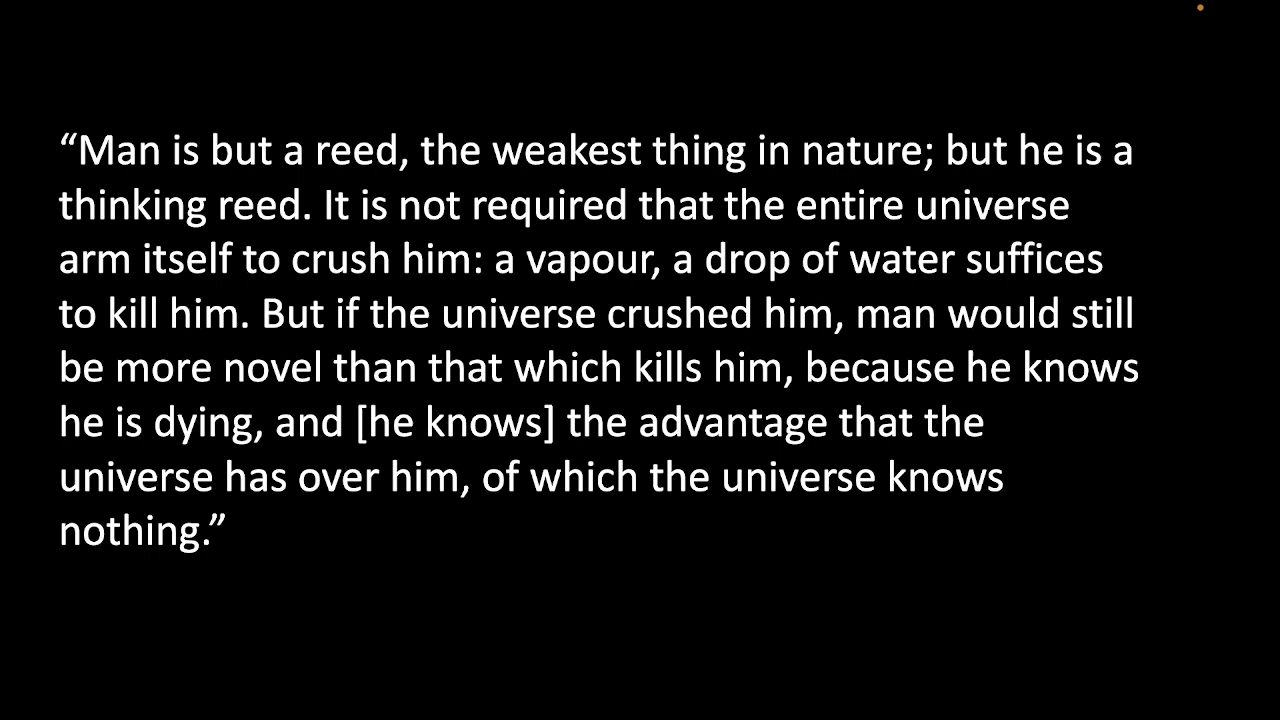 “Man is but a reed, the weakest thing in nature; but he is a
thinking reed. It is not required that the entire universe
arm itself to crush him: a vapour, a drop of water suffices
to kill him. But if the universe crushed him, man would still
be more novel than that which kills him, because he knows
he is dying, and [he knows] the advantage that the
universe has over him, of which the universe knows
nothing.”